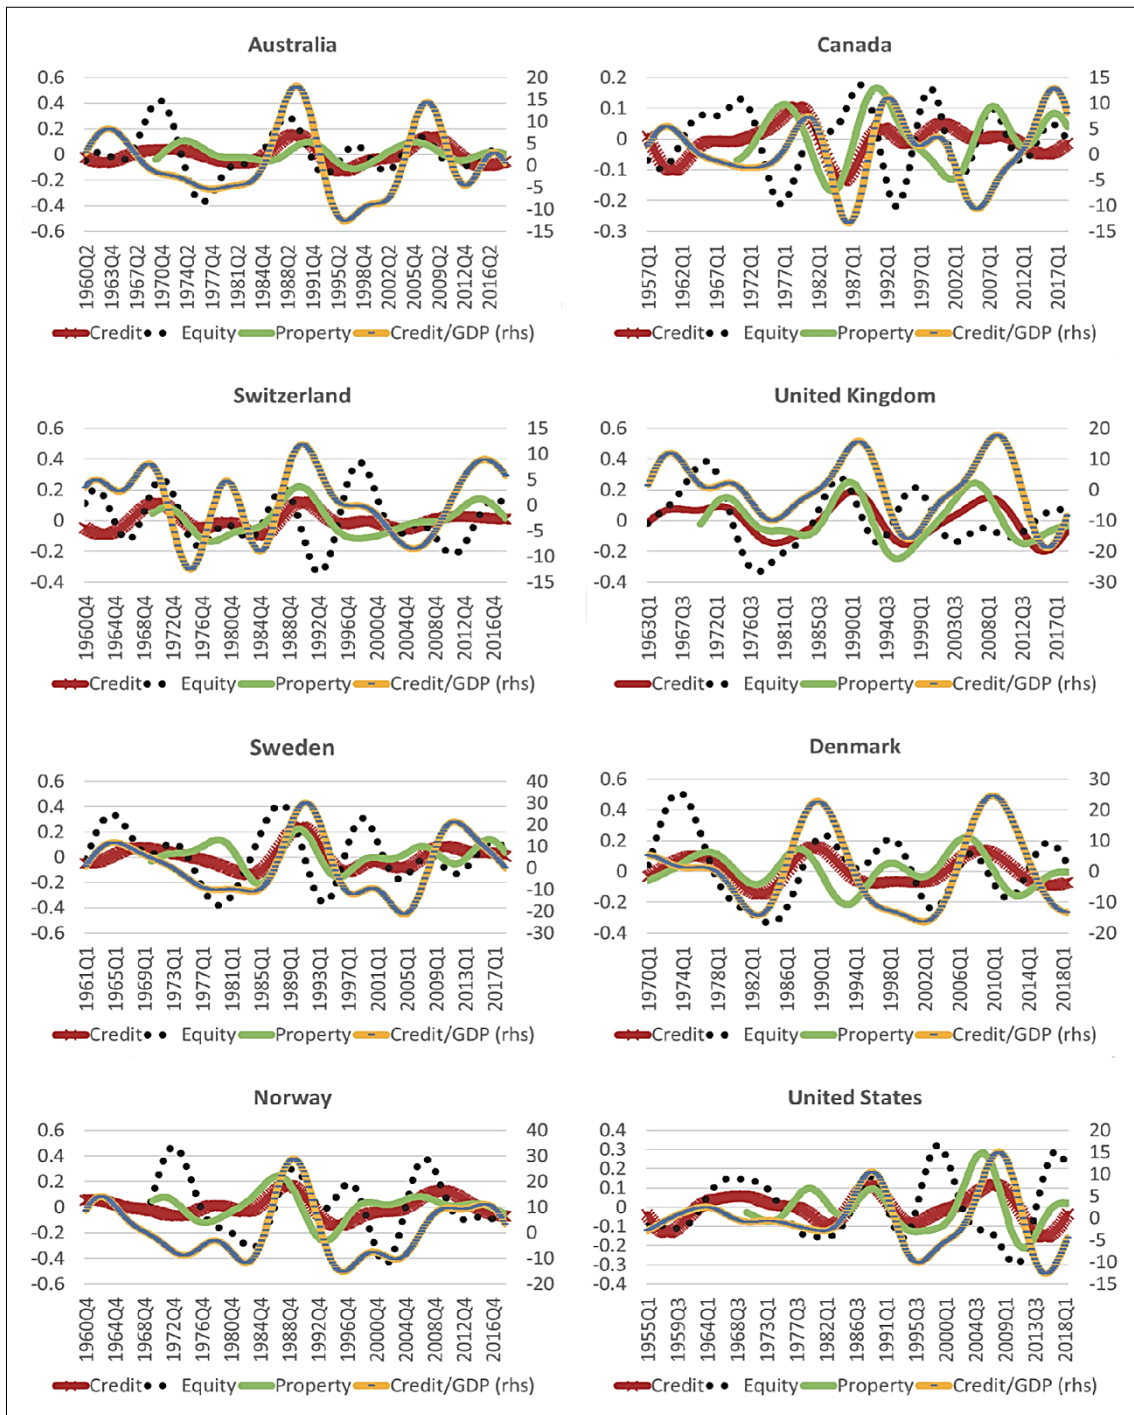 Australia
0.6
0.4
0.2
0
-0.2
-0.4
-0.6
20
15
10
5
0
-5
-10
-15
1960Q2
1963Q4
1967Q2
1970Q4
1974Q2
1977Q4
1981Q2
1984Q4
1988Q2
1991Q4
1995Q2
1998Q4
2002Q2
2005Q4
2009Q2
2012Q4
2016Q2
Credit Equity Property Credit/GDP (rhs)
Canada
0.2
0.1
0
-0.1
-0.2
-0.3
15
10
5
0
-5
-10
-15
1957Q1
1962Q1
1967Q1
1972Q1
1977Q1
1982Q1
1987Q1
1992Q1
1997Q1
2002Q1
2007Q1
2012Q1
2017Q1
Credit Equity Property Credit/GDP (rhs)
Switzerland
0.6
0.4
0.2
0
-0.2
-0.4
15
10
5
0
-5
-10
-15
1960Q4
1964Q4
1968Q4
1972Q4
1976Q4
1980Q4
1984Q4
1988Q4
1992Q4
1996Q4
2000Q4
2004Q4
2008Q4
2012Q4
2016Q4
Credit Equity Property Credit/GDP (rhs)
United Kingdom
0.6
0.4
0.2
0
-0.2
-0.4
20
10
0
-10
-20
-30
1963Q1
1967Q3
1972Q1
1976Q3
1981Q1
1985Q3
1990Q1
1994Q3
1999Q1
2003Q3
2008Q1
2012Q3
2017Q1
Credit Equity Property Credit/GDP (rhs)
Sweden
0.6
0.4
0.2
0
-0.2
-0.4
-0.6
40
30
20
10
0
-10
-20
-30
1961Q1
1965Q1
1969Q1
1973Q1
1977Q1
1981Q1
1985Q1
1989Q1
1993Q1
1997Q1
2001Q1
2005Q1
2009Q1
2013Q1
2017Q1
Credit Equity Property Credit/GDP (rhs)
Denmark
0.6
0.4
0.2
0
-0.2
-0.4
30
20
10
0
-10
-20
1970Q1
1974Q1
1978Q1
1982Q1
1986Q1
1990Q1
1994Q1
1998Q1
2002Q1
2006Q1
2010Q1
2014Q1
2018Q1
Credit Equity Property Credit/GDP (rhs)
Norway
0.6
0.4
0.2
0
-0.2
-0.4
-0.6
40
30
20
10
0
-10
-20
1960Q4
1964Q4
1968Q4
1972Q4
1976Q4
1980Q4
1984Q4
1988Q4
1992Q4
1996Q4
2000Q4
2004Q4
2008Q4
2012Q4
2016Q4
Credit Equity Property Credit/GDP (rhs)
United States
0.4
0.3
0.2
0.1
0
-0.1
-0.2
-0.3
-0.4
20
15
10
5
0
-5
-10
-15
1955Q1
1959Q3
1964Q1
1968Q3
1973Q1
1977Q3
1982Q1
1986Q3
1991Q1
1995Q3
2000Q1
2004Q3
2009Q1
2013Q3
2018Q1
Credit Equity Property Credit/GDP (rhs)